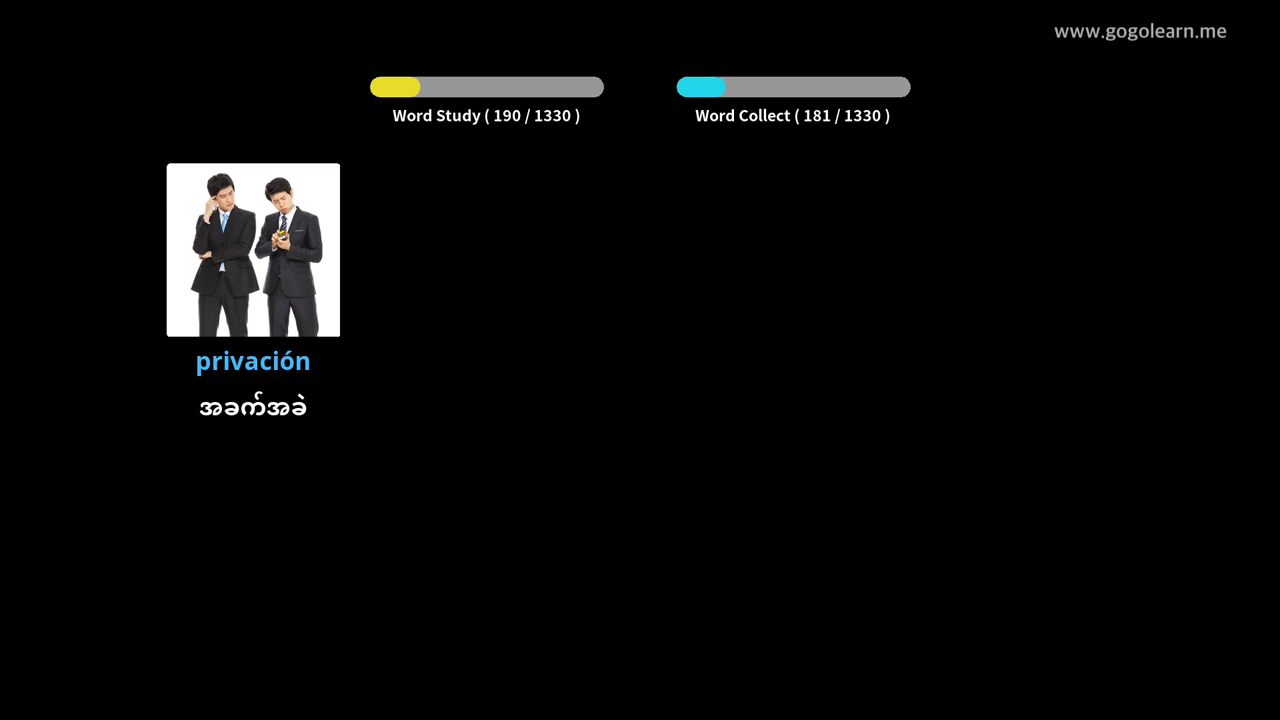 www.gogolearn.me
Word Study ( 190 / 1330 )
Word Collect ( 181 / 1330 )
privación
အခက်အခဲ